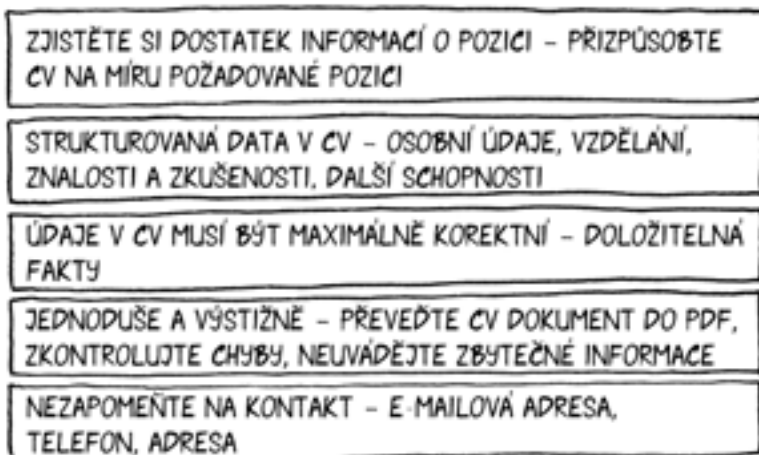 ZJISTĚTE SI DOSTATEK INFORMACÍ O POZICI – PŘIZPŮSOBTE
CV NA MÍRU POŽADOVANÉ POZICI
STRUKTUROVANÁ DATA V CV – OSOBNÍ ÚDAJE, VZDĚLÁNÍ,
ZNALOSTI A ZKUŠENOSTI, DALŠÍ SCHOPNOSTI
ÚDAJE V CV MUSÍ BÝT MAXIMÁLNĚ KOREKTNÍ – DOLOŽITELNÁ
FAKTY
JEDNODUŠE A VÝSTIŽNĚ – PŘEVEĎTE CV DOKUMENT DO PDF,
ZKONTROLUJTE CHYBY, NEUVÁDĚJTE ZBYTEČNÉ INFORMACE
NEZAPOMEŇTE NA KONTAKT – E-MAILOVÁ ADRESA,
TELEFON, ADRESA